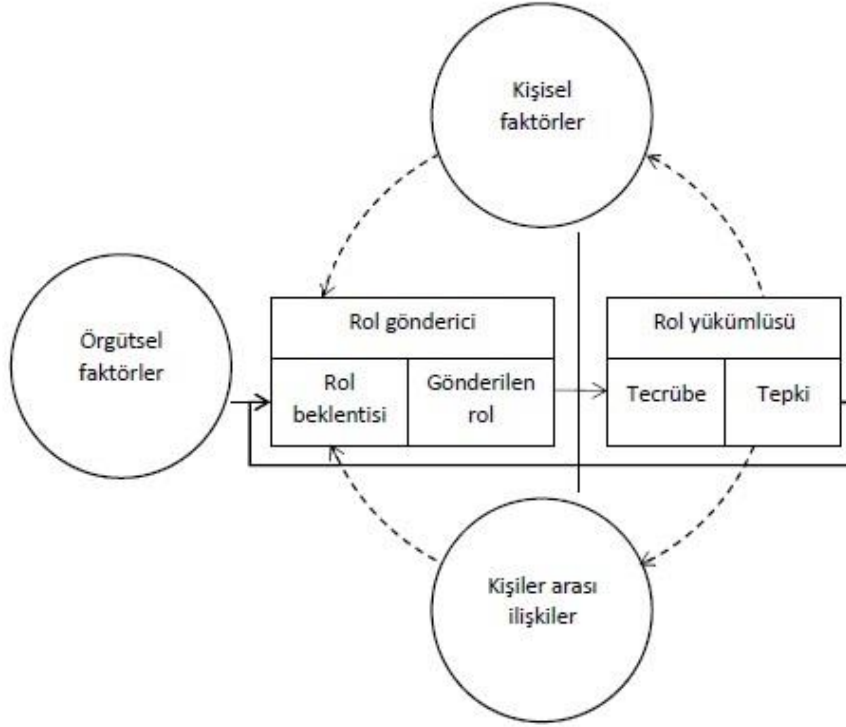 Kişisel
faktörler
Örgütsel
faktörler
Rol gönderici
Rol
beklentisi
Gönderilen
rol
Rol yükümlüsü
Tecrübe
Tepki
Kişiler arası
ilişkiler